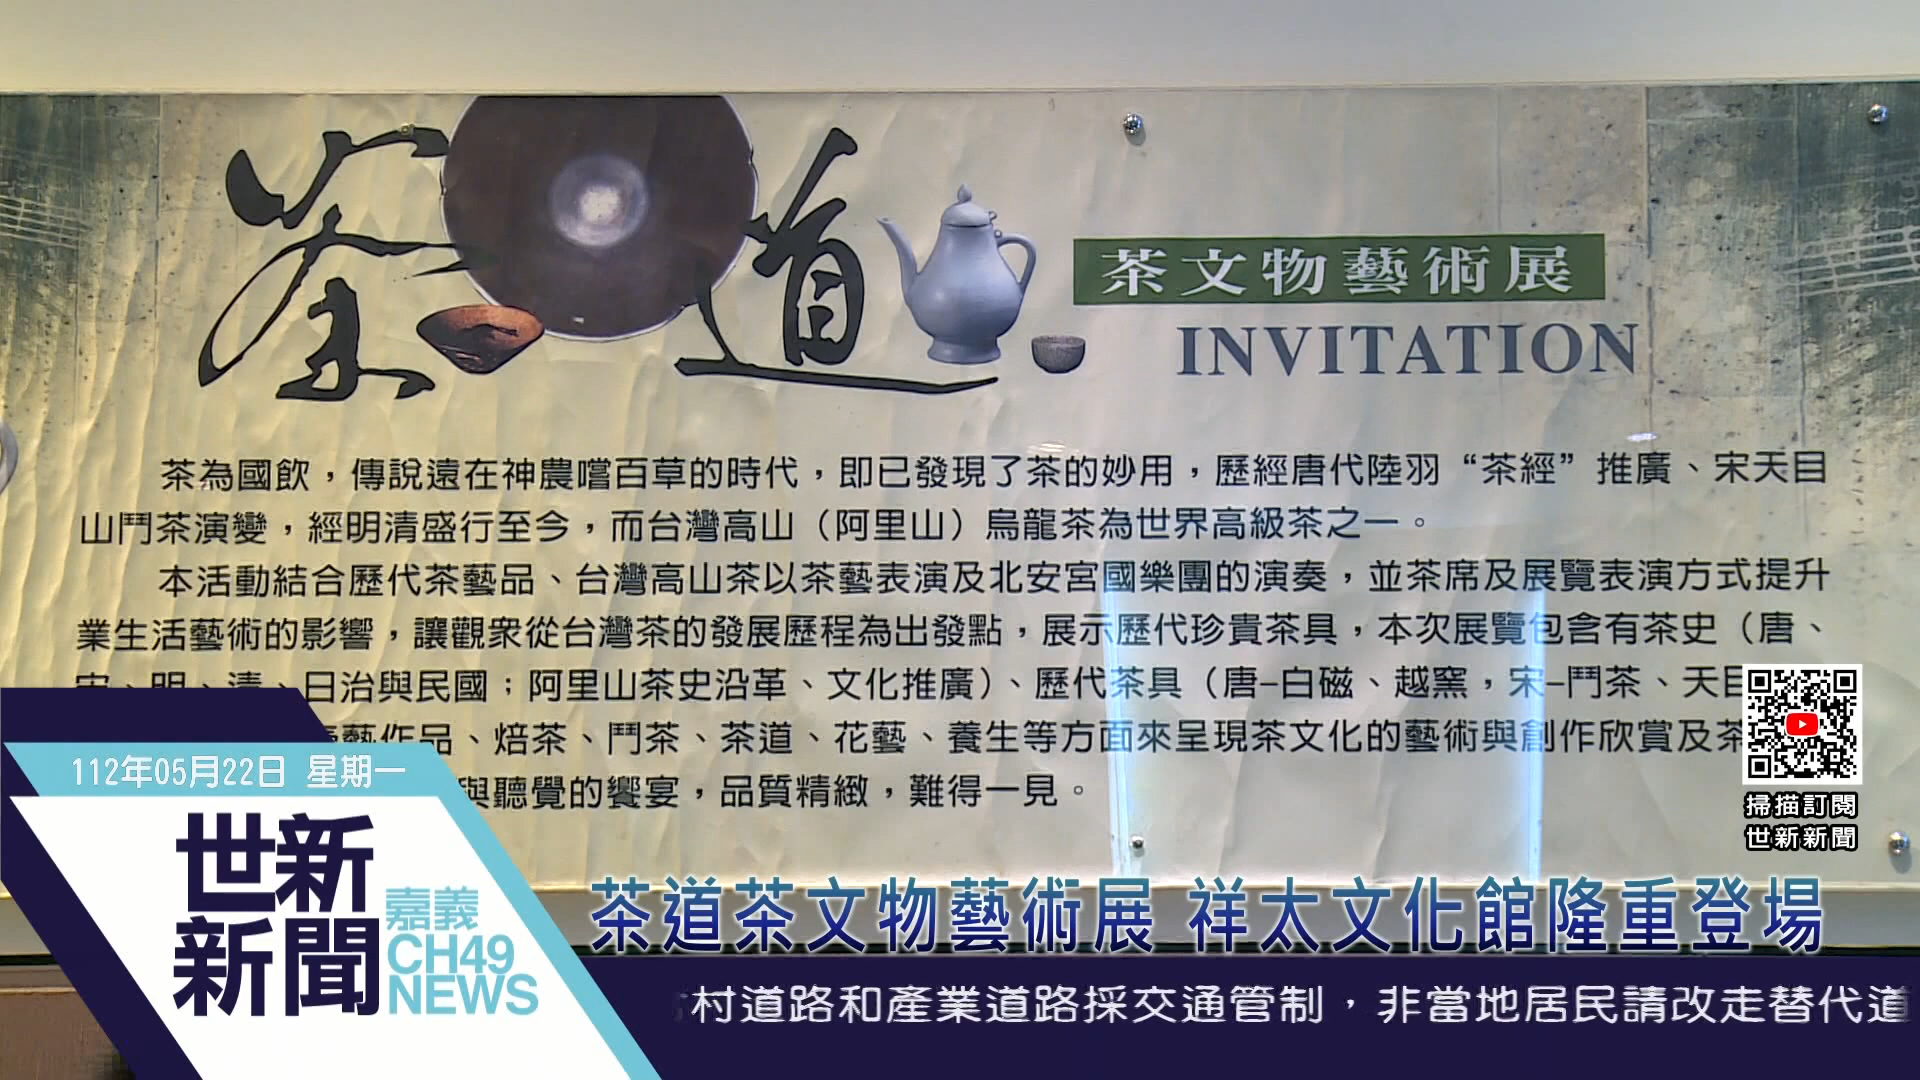 茶道
茶文物藝術展
INVITATION
茶為國飲，傳說遠在神農嚐百草的時代，即已發現了茶的妙用，歷經唐代陸羽“茶經”推廣、宋天目
山鬥茶演變，經明清盛行至今，而台灣高山（阿里山）烏龍茶為世界高級茶之一。
本活動結合歷代茶藝品、台灣高山茶以茶藝表演及北安宮國樂團的演奏，並茶席及展覽表演方式提升
業生活藝術的影響，讓觀眾從台灣茶的發展歷程為出發點，展示歷代珍貴茶具，本次展覽包含有茶史（唐、
宋、明、清、日治與民國；阿里山茶史沿革、文化推廣）、歷代茶具（唐–白磁、越窯，宋–鬥茶、天目
藝作品、焙茶、鬥茶、茶道、花藝、養生等方面來呈現茶文化的藝術與創作欣賞及茶
與聽覺的饗宴，品質精緻，難得一見。
掃描訂閱
世新新聞
112年05月22日 星期一
世新
新聞
嘉義
CH49
NEWS
茶道茶文物藝術展 祥太文化館隆重登場
村道路和產業道路採交通管制，非當地居民請改走替代道